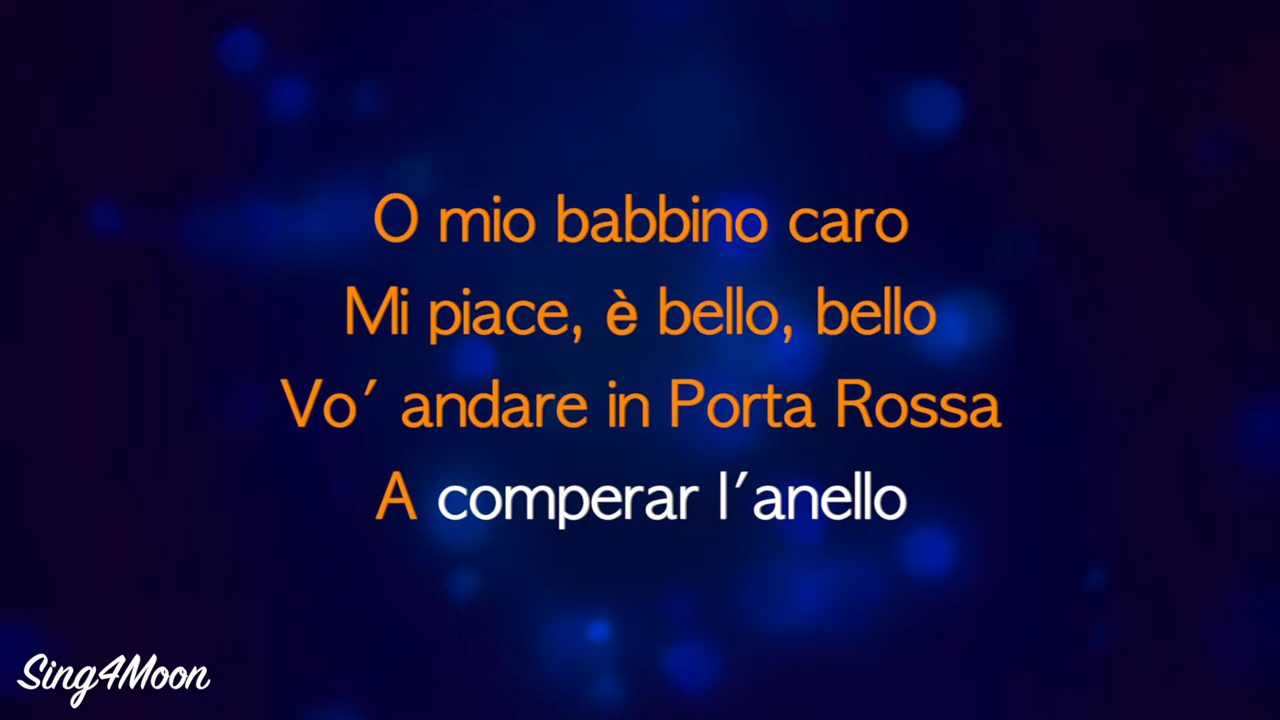 O mio babbino caro
Mi piace, è bello, bello
Vo′ andare in Porta Rossa
A comperar l′anello
Sing4Moon